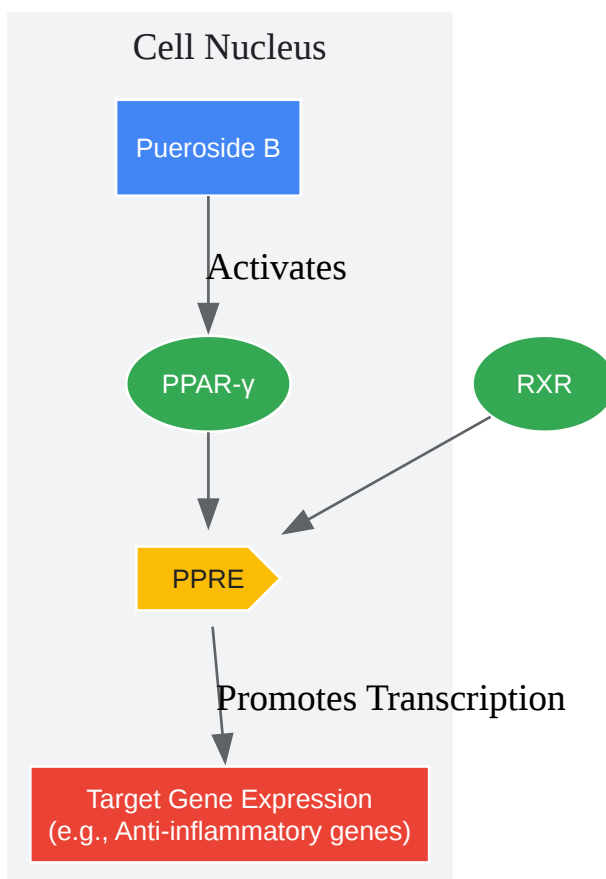 Cell Nucleus
Pueroside B
Activates
PPAR-γ
RXR
PPRE
Promotes Transcription
Target Gene Expression
(e.g., Anti-inflammatory genes)